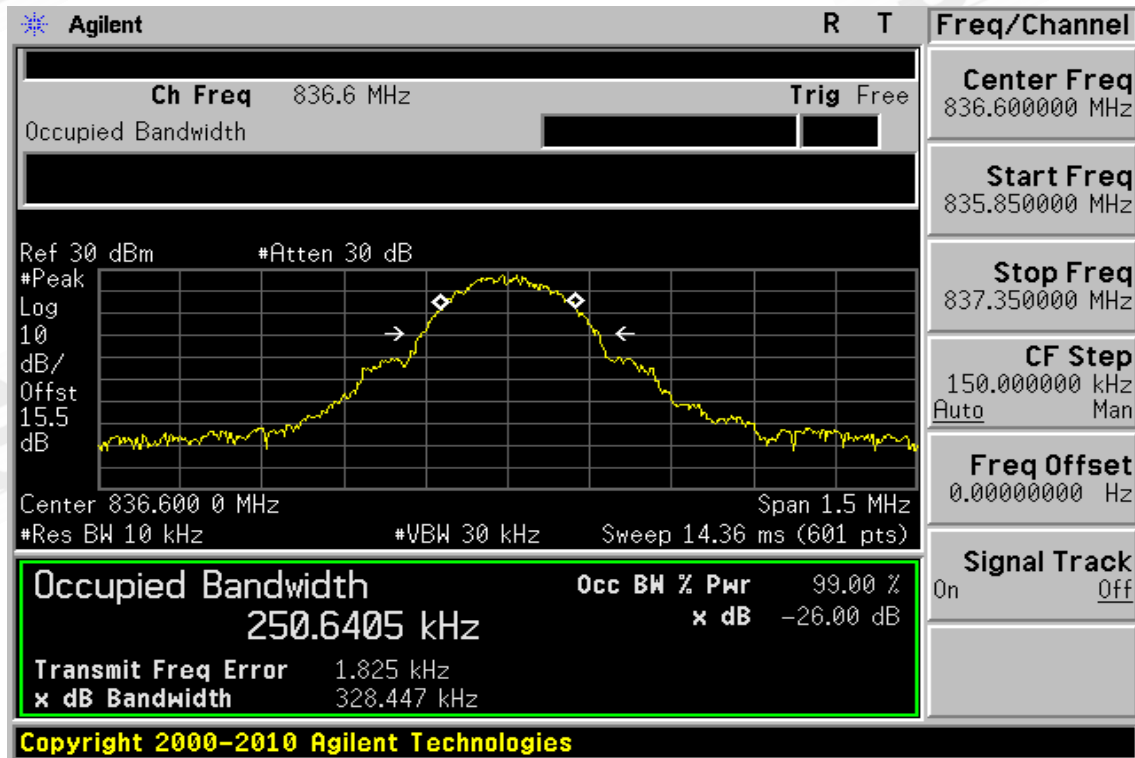 Agilent R T
Ch Freq 836.6 MHz Trig Free
Occupied Bandwidth
Ref 30 dBm #Atten 30 dB
#Peak
Log
10
dB/
Offst
15.5
dB
Center 836.600 0 MHz Span 1.5 MHz
#Res BW 10 kHz #VBW 30 kHz Sweep 14.36 ms (601 pts)
Occupied Bandwidth
250.6405 kHz
Occ BW % Pwr 99.00 %
x dB -26.00 dB
Transmit Freq Error 1.825 kHz
x dB Bandwidth 328.447 kHz
Copyright 2000-2010 Agilent Technologies
Freq/Channel
Center Freq
836.600000 MHz
Start Freq
835.850000 MHz
Stop Freq
837.350000 MHz
CF Step
150.000000 kHz
Auto Man
Freq Offset
0.00000000 Hz
Signal Track
On Off